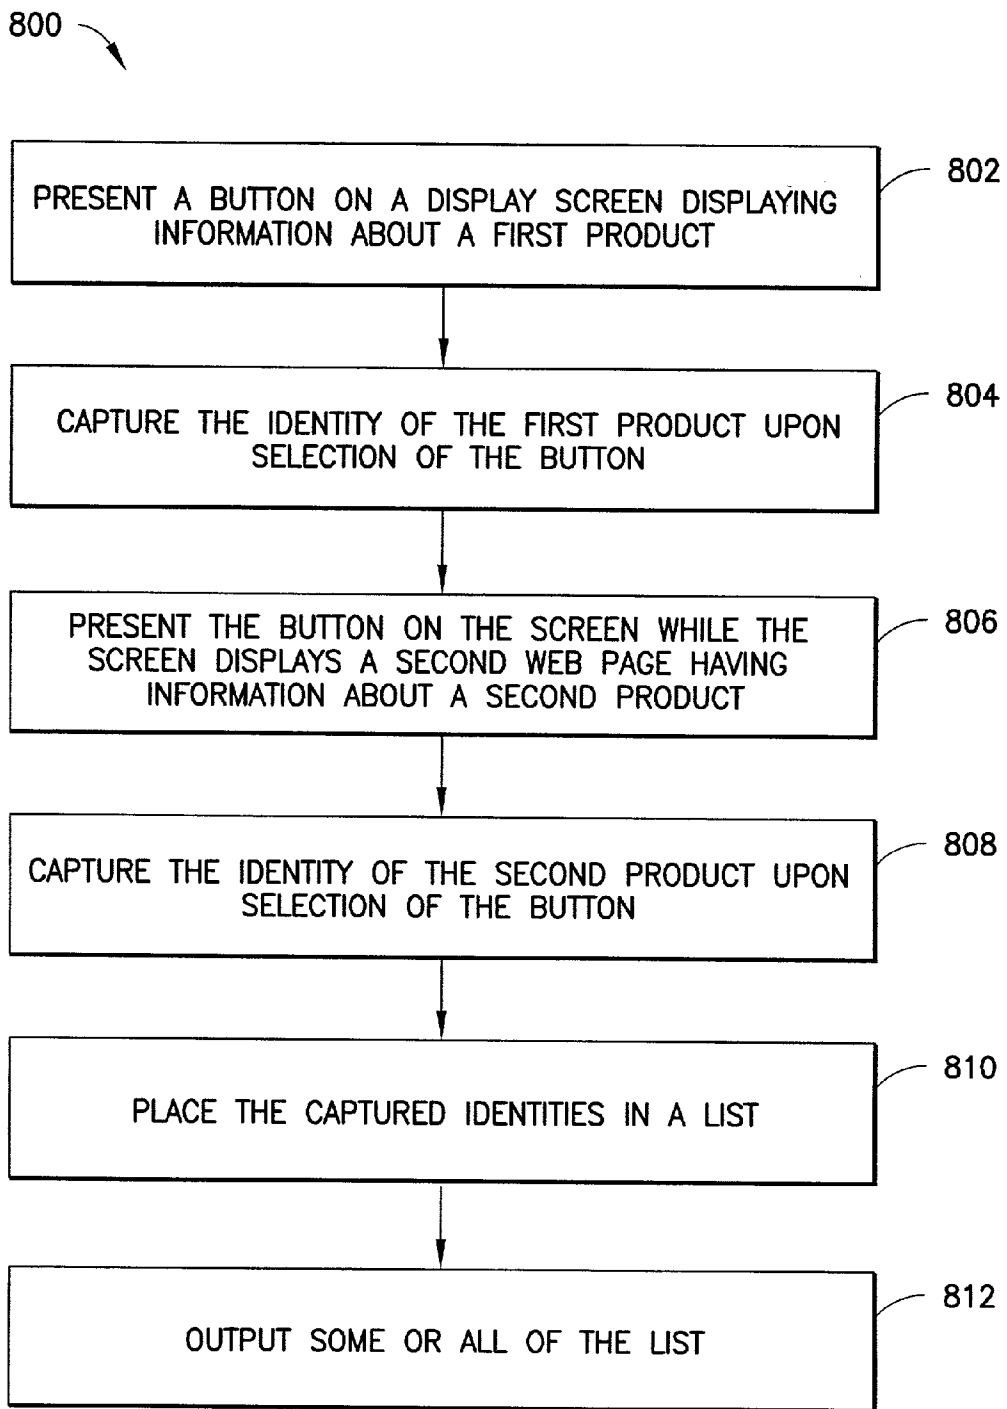 800
802
PRESENT A BUTTON ON A DISPLAY SCREEN DISPLAYING
INFORMATION ABOUT A FIRST PRODUCT
804
CAPTURE THE IDENTITY OF THE FIRST PRODUCT UPON
SELECTION OF THE BUTTON
806
PRESENT THE BUTTON ON THE SCREEN WHILE THE
SCREEN DISPLAYS A SECOND WEB PAGE HAVING
INFORMATION ABOUT A SECOND PRODUCT
808
CAPTURE THE IDENTITY OF THE SECOND PRODUCT UPON
SELECTION OF THE BUTTON
810
PLACE THE CAPTURED IDENTITIES IN A LIST
812
OUTPUT SOME OR ALL OF THE LIST